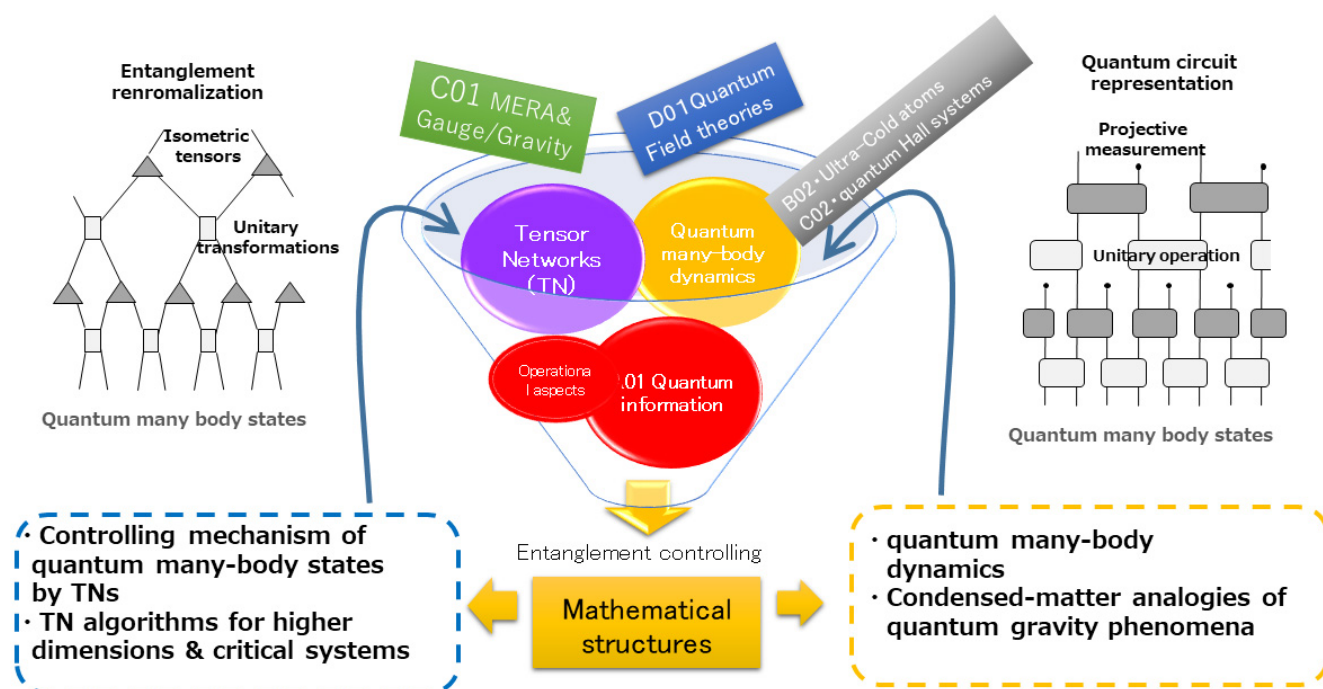 Entanglement
renromalization
Isometric
tensors
Unitary
transformations
Quantum many body states
C01 MERA&
Gauge/Gravity
D01 Quantum
Field theories
B02・Ultra-Cold atoms
C02・quantum Hall systems
Tensor
Networks
(TN)
Quantum
many-body
dynamics
Operationa
l aspects
.01 Quantum
information
Quantum circuit
representation
Projective
measurement
Unitary operation
Quantum many body states
・Controlling mechanism of
quantum many-body states
by TNs
・TN algorithms for higher
dimensions & critical systems
Entanglement controlling
Mathematical
structures
・quantum many-body
dynamics
・Condensed-matter analogies of
quantum gravity phenomena